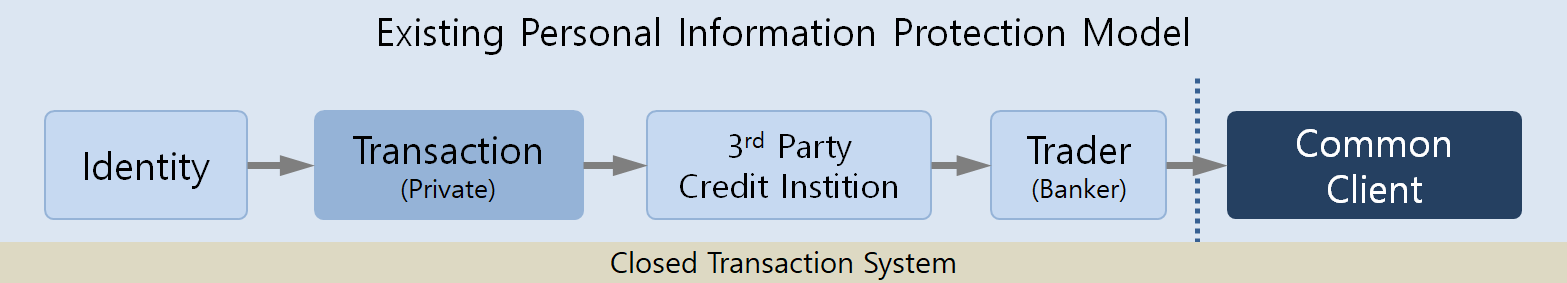 Existing Personal Information Protection Model
Identity
Transaction
(Private)
3rd Party
Credit Instition
Trader
(Banker)
Common
Client
Closed Transaction System